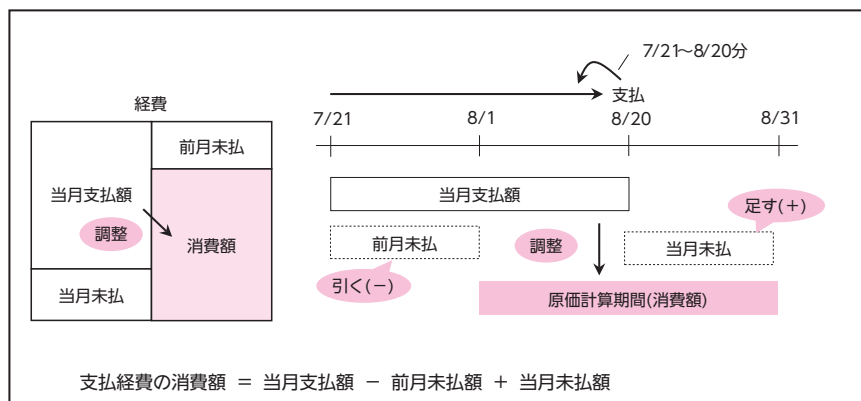 7/21～8/20分
支払
経費
7/21
8/1
8/20
8/31
前月未払
当月支払額
調整
消費額
当月未払
当月支払額
足す(＋)
前月未払
調整
当月未払
引く(－)
原価計算期間(消費額)
支払経費の消費額 ＝ 当月支払額 － 前月未払額 ＋ 当月未払額